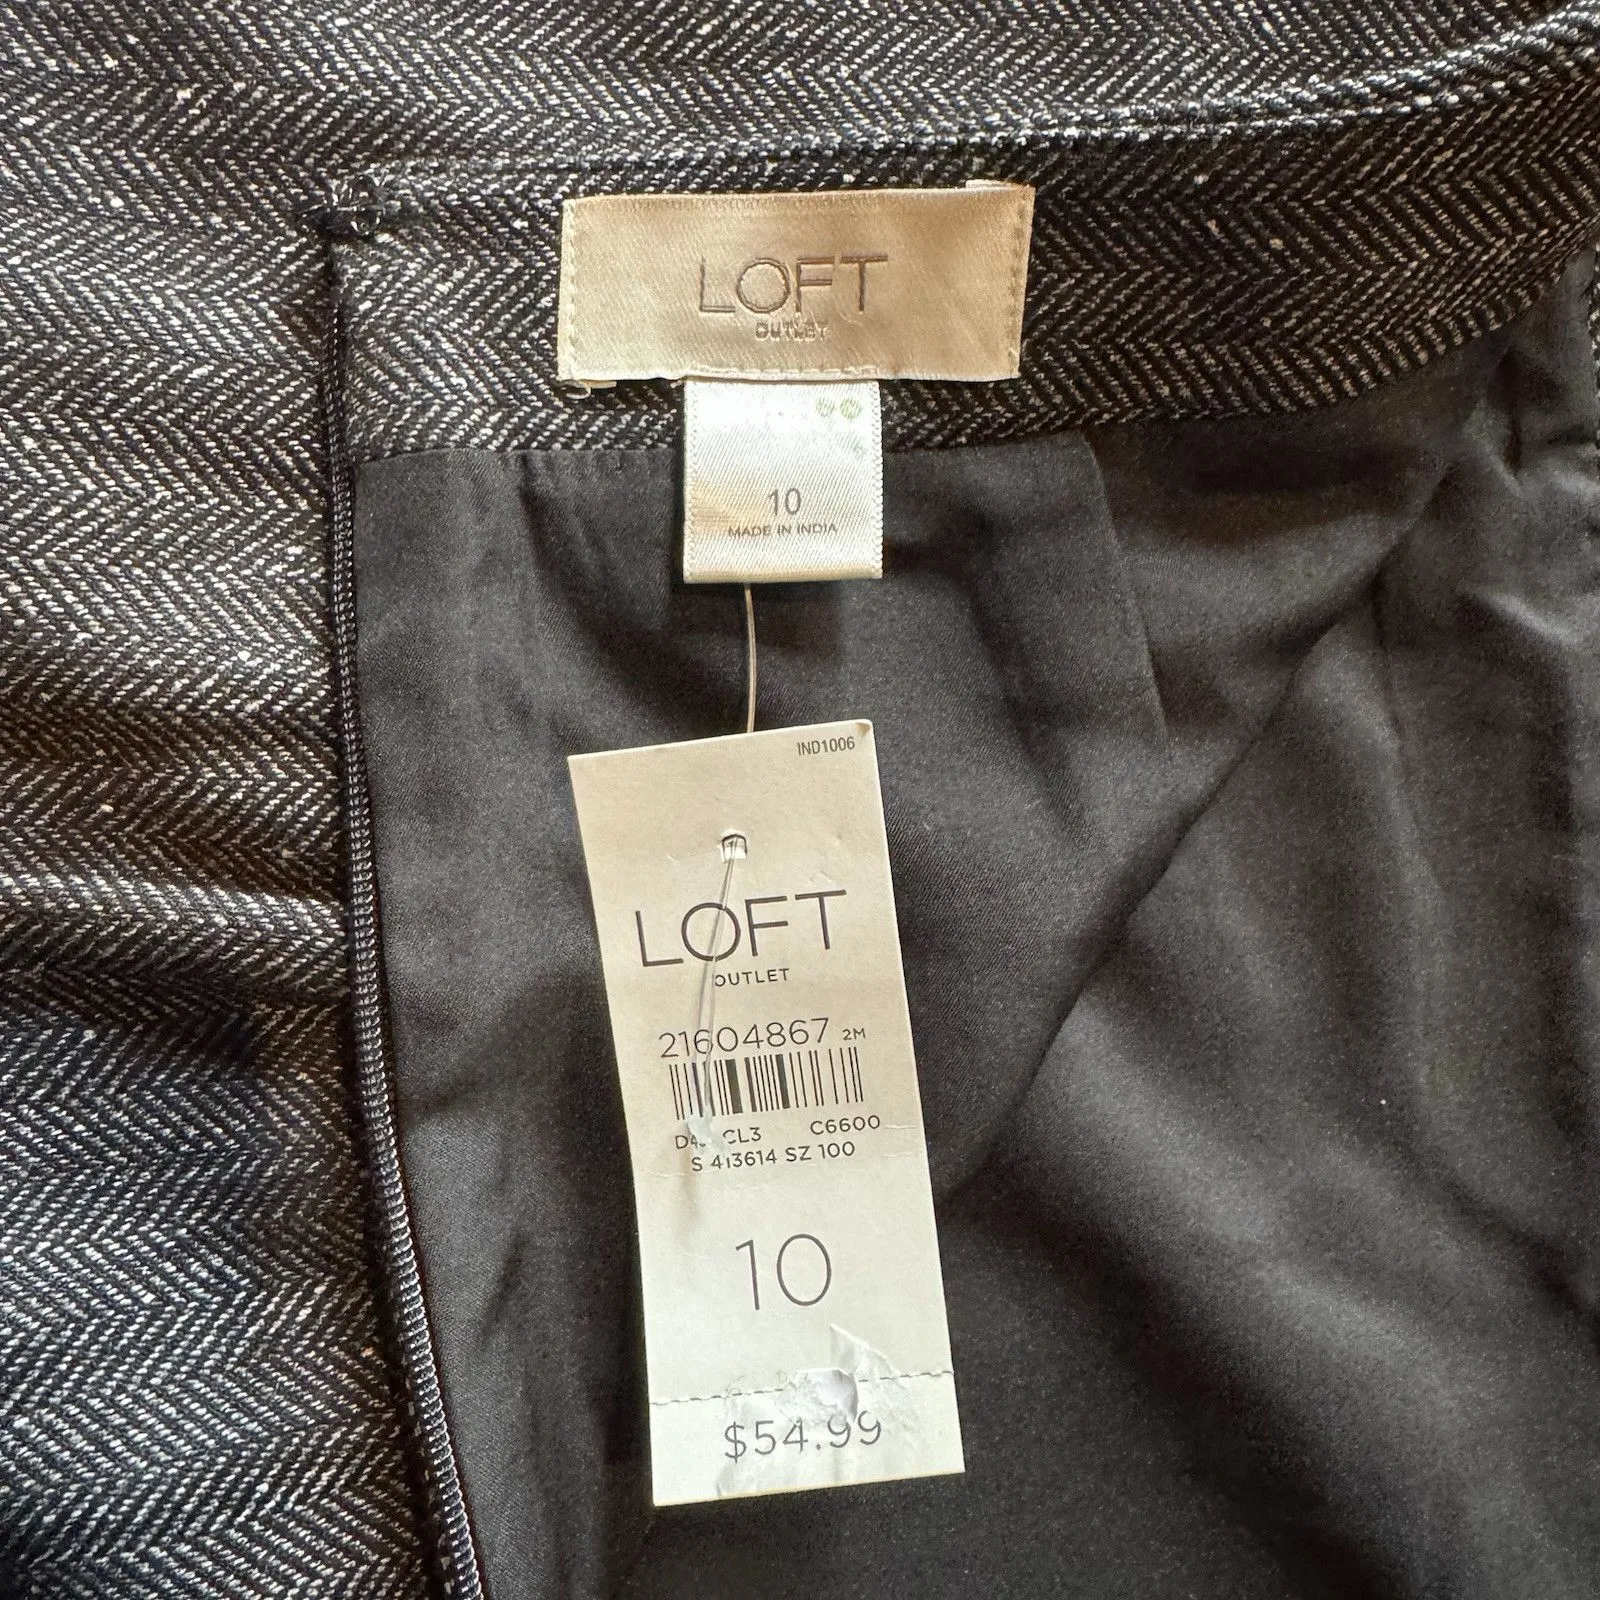 LOFT
OUTLET
10
MADE IN INDIA
IND1006
LOFT
OUTLET
21604867 2M
CL3 C6600
S 413614 SZ 100
10
$54.99